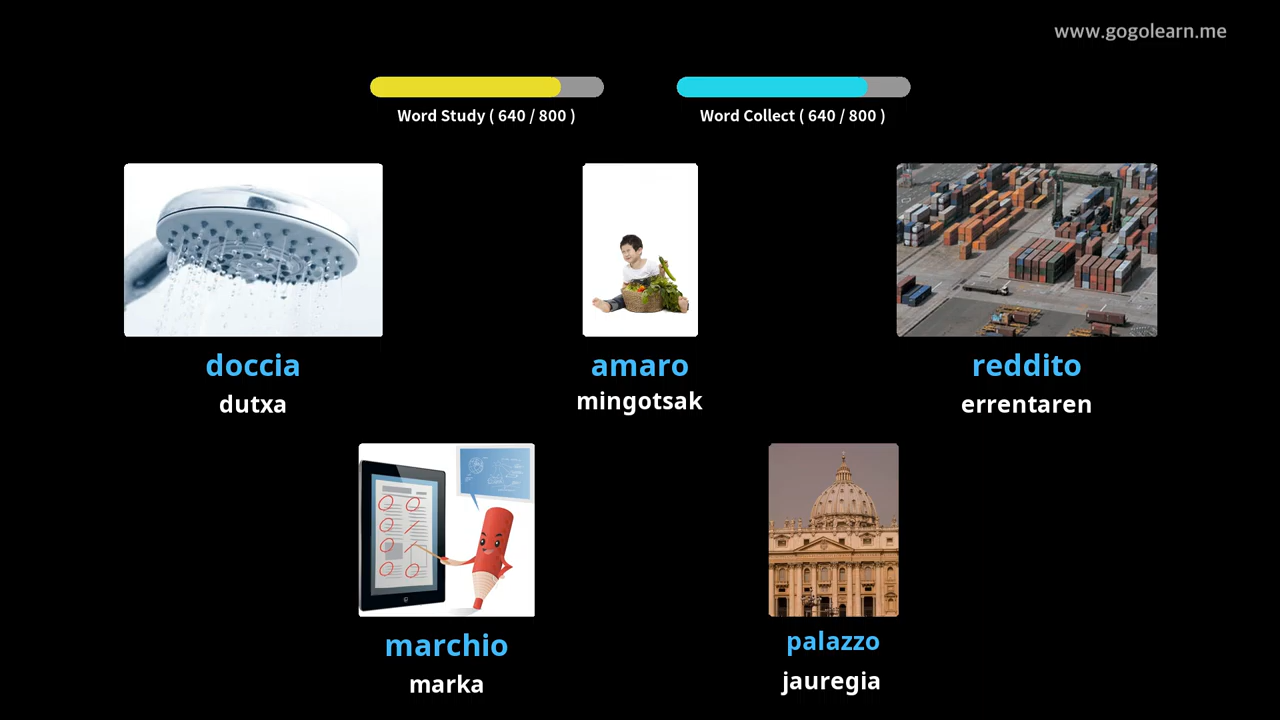 www.gogolearn.me
Word Study ( 640 / 800 )
Word Collect ( 640 / 800 )
doccia
dutxa
amaro
mingotsak
reddito
errentaren
marchio
marka
palazzo
jauregia